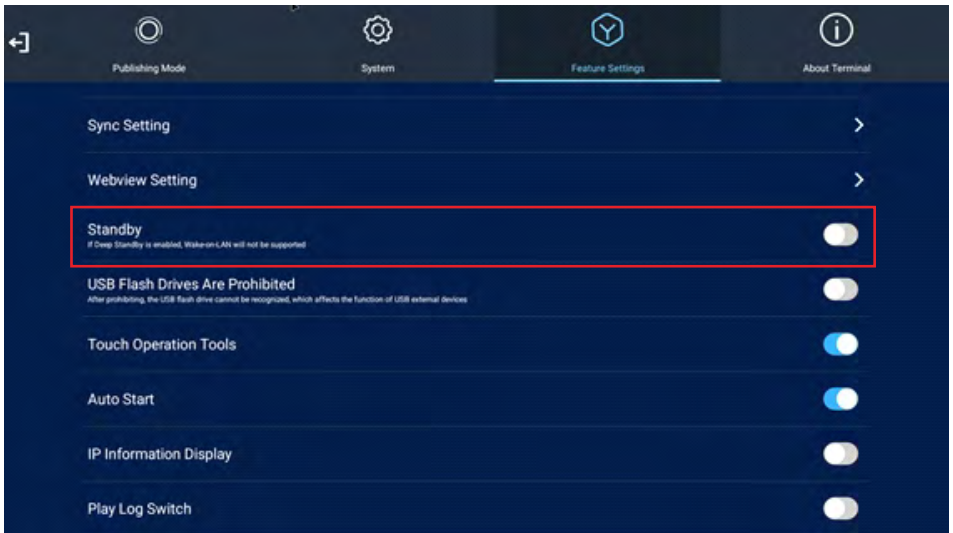 Publishing Mode
System
Feature Settings
About Terminal
Sync Setting
Webview Setting
Standby
If Deep Standby is enabled, Wake-on-LAN will not be supported
USB Flash Drives Are Prohibited
After prohibiting, the USB flash drive cannot be recognized, which affects the function of USB external devices
Touch Operation Tools
Auto Start
IP Information Display
Play Log Switch